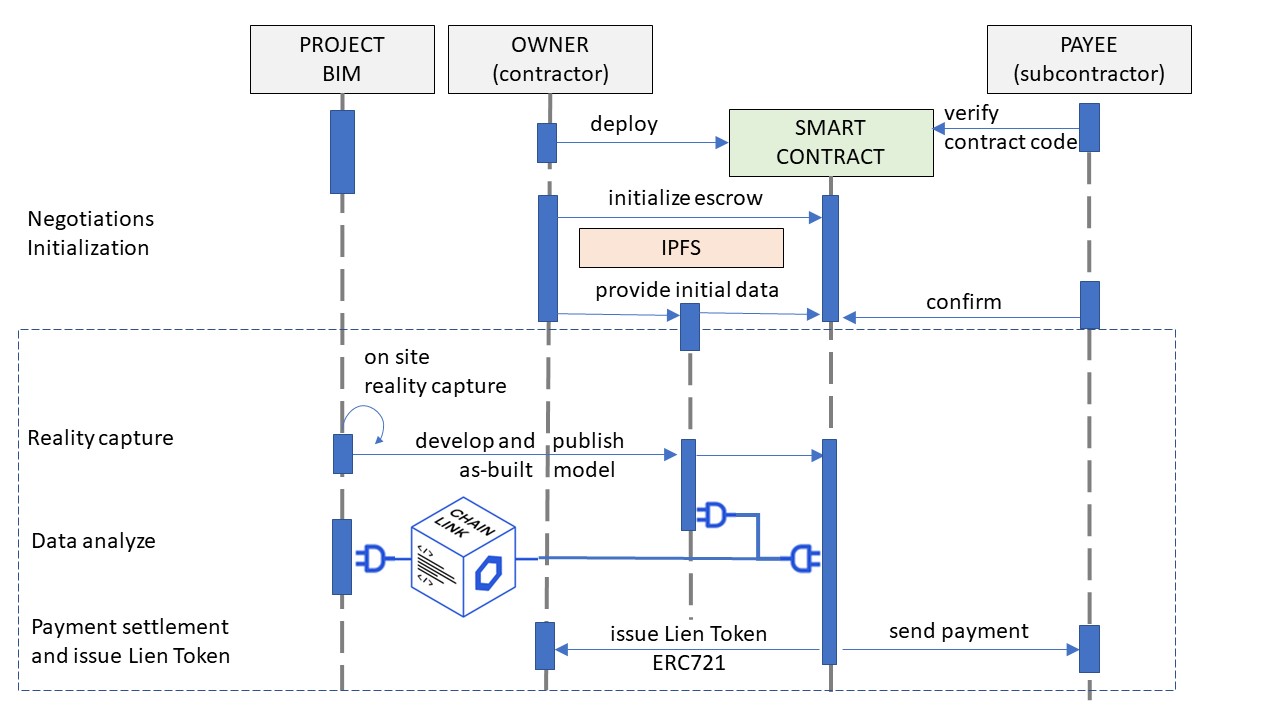 PROJECT
BIM
OWNER
(contractor)
PAYEE
(subcontractor)
deploy
SMART
CONTRACT
verify
contract code
Negotiations
Initialization
initialize escrow
IPFS
provide initial data
confirm
on site
reality capture
Reality capture
develop and publish
as-built model
CHAIN
LINK
</>
</>
Data analyze
Payment settlement
and issue Lien Token
issue Lien Token
ERC721
send payment